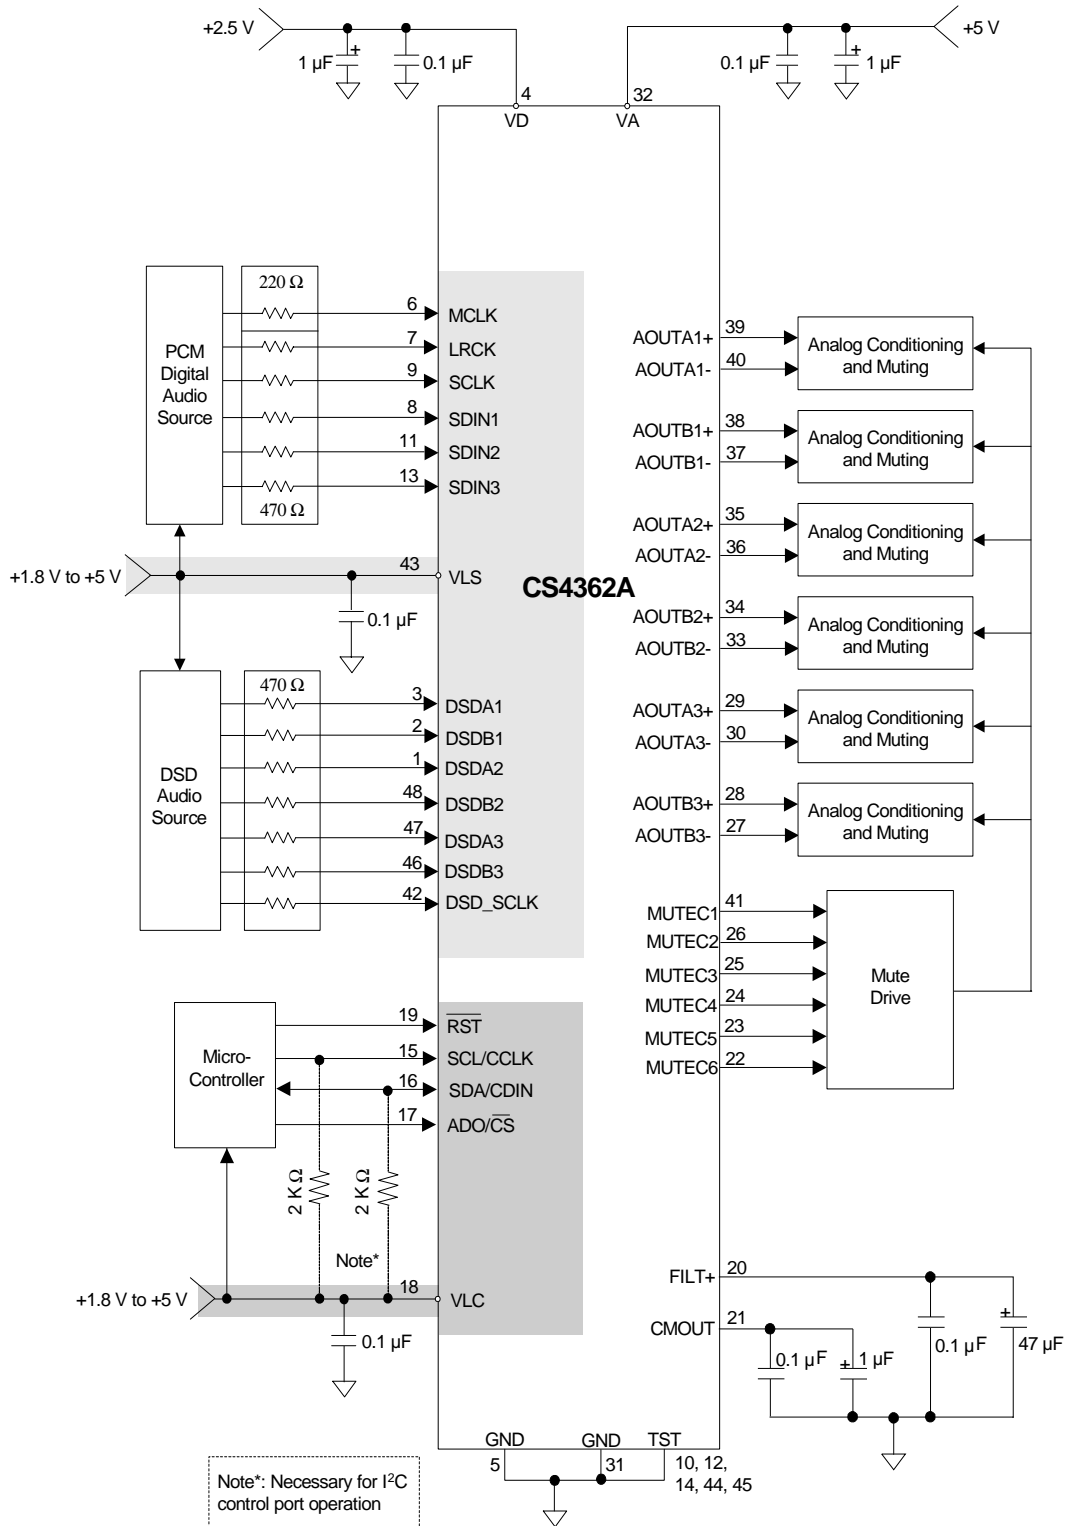 +2.5 V
+5 V
1 µF
+
0.1 µF
0.1 µF
+
1 µF
4
32
VD
VA
220 Ω
6
MCLK
7
LRCK
9
SCLK
8
SDIN1
11
SDIN2
13
SDIN3
470 Ω
PCM
Digital
Audio
Source
+1.8 V to +5 V
43
VLS
0.1 µF
CS4362A
470 Ω
3
DSDA1
2
DSDB1
1
DSDA2
48
DSDB2
47
DSDA3
46
DSDB3
42
DSD_SCLK
DSD
Audio
Source
Micro-
Controller
19
RST
15
SCL/CCLK
16
SDA/CDIN
17
ADO/CS
2 K Ω
2 K Ω
Note*
+1.8 V to +5 V
18
VLC
0.1 µF
AOUTA1+
39
AOUTA1-
40
Analog Conditioning
and Muting
AOUTB1+
38
AOUTB1-
37
Analog Conditioning
and Muting
AOUTA2+
35
AOUTA2-
36
Analog Conditioning
and Muting
AOUTB2+
34
AOUTB2-
33
Analog Conditioning
and Muting
AOUTA3+
29
AOUTA3-
30
Analog Conditioning
and Muting
AOUTB3+
28
AOUTB3-
27
Analog Conditioning
and Muting
MUTEC1
41
MUTEC2
26
MUTEC3
25
MUTEC4
24
MUTEC5
23
MUTEC6
22
Mute
Drive
FILT+
20
CMOUT
21
0.1 µF
+
1 µF
0.1 µF
+
47 µF
GND
5
GND
31
TST
10, 12,
14, 44, 45
Note*: Necessary for I²C
control port operation